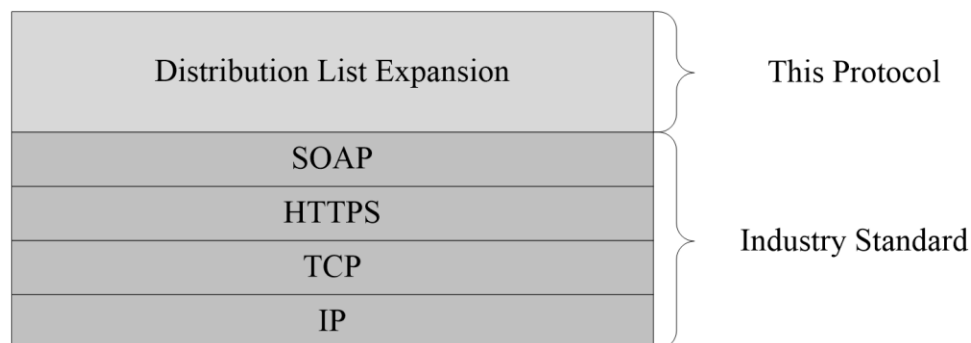 Distribution List Expansion
This Protocol
SOAP
HTTPS
TCP
IP
Industry Standard